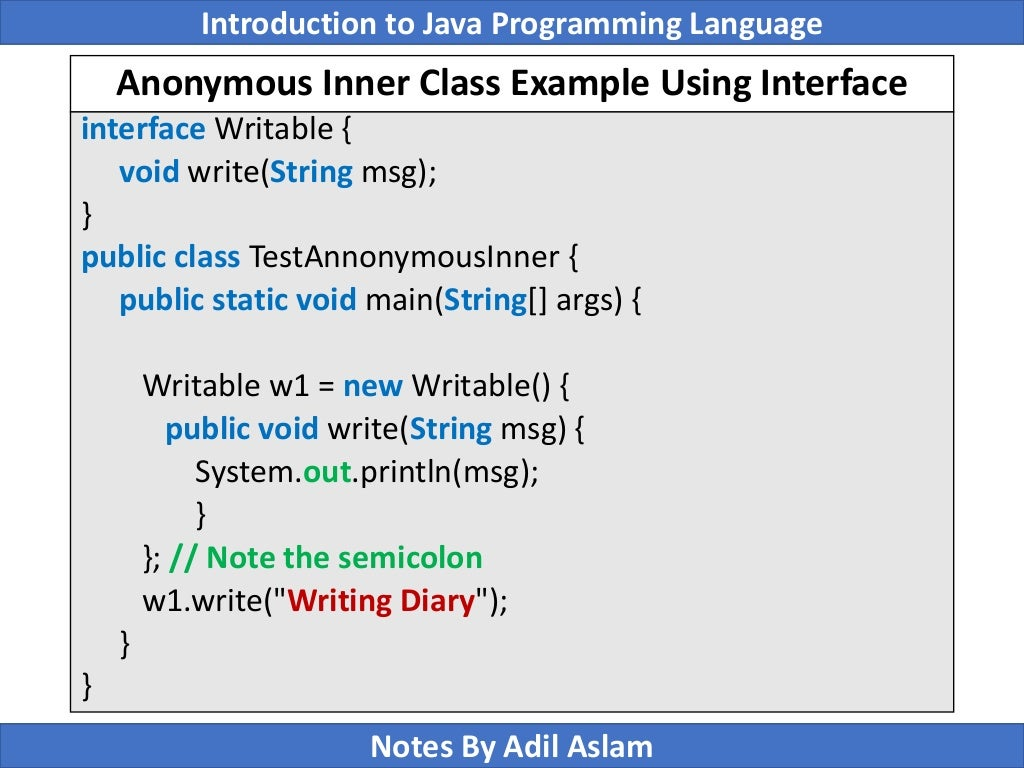 Introduction to Java Programming Language
Anonymous Inner Class Example Using Interface
interface Writable {
void write(String msg);
}
public class TestAnnonymousInner {
public static void main(String[] args) {
Writable w1 = new Writable() {
public void write(String msg) {
System.out.println(msg);
}
}; // Note the semicolon
w1.write("Writing Diary");
}
}
Notes By Adil Aslam